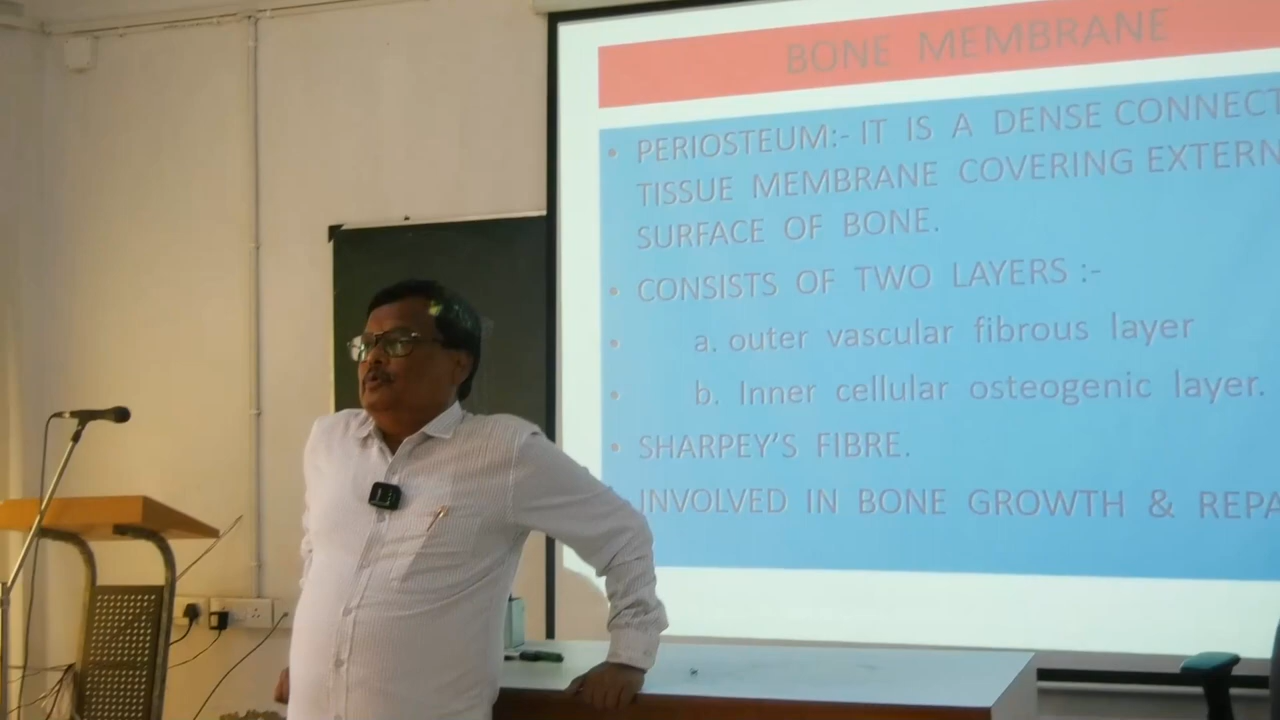 BONE MEMBRANE
• PERIOSTEUM:- IT IS A DENSE CONNECT
TISSUE MEMBRANE COVERING EXTERN
SURFACE OF BONE.
• CONSISTS OF TWO LAYERS :-
• a. outer vascular fibrous layer
• b. Inner cellular osteogenic layer.
• SHARPEY'S FIBRE.
• INVOLVED IN BONE GROWTH & REPA